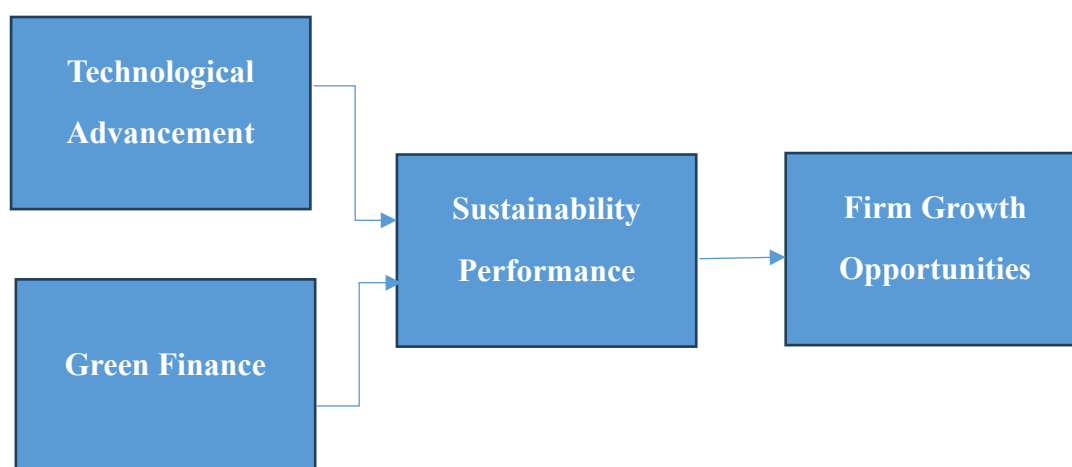 Technological
Advancement
Sustainability
Performance
Firm Growth
Opportunities
Green Finance